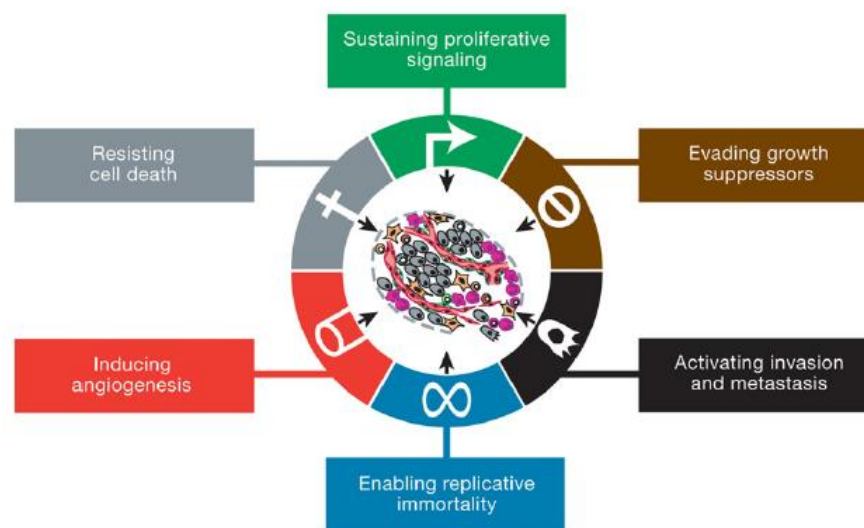 Sustaining proliferative
signaling
Resisting
cell death
Evading growth
suppressors
Inducing
angiogenesis
Activating invasion
and metastasis
Enabling replicative
immortality